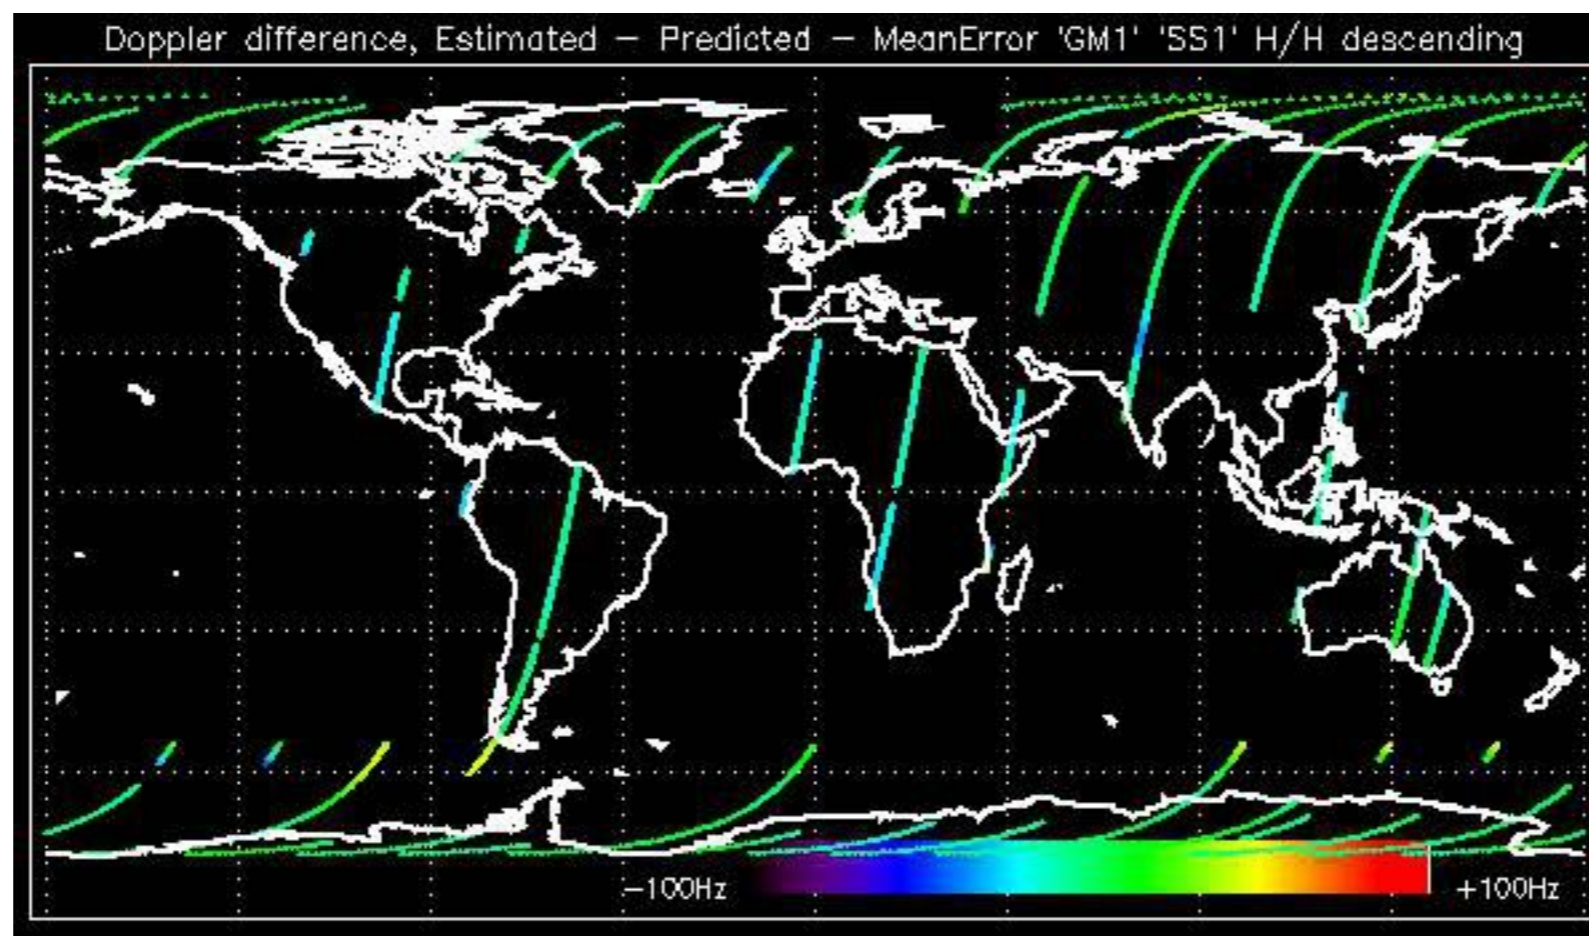 Doppler difference, Estimated – Predicted – MeanError 'GM1' 'SS1' H/H descending
–100Hz +100Hz